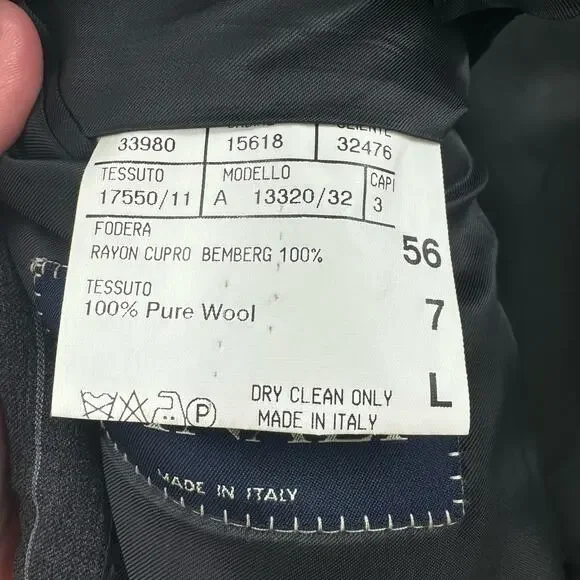 33980 15618 32476
TESSUTO MODELLO CAPI
17550/11 A 13320/32 3
FODERA
RAYON CUPRO BEMBERG 100%
56
TESSUTO
100% Pure Wool
7
L
P
DRY CLEAN ONLY
MADE IN ITALY
MADE IN ITALY